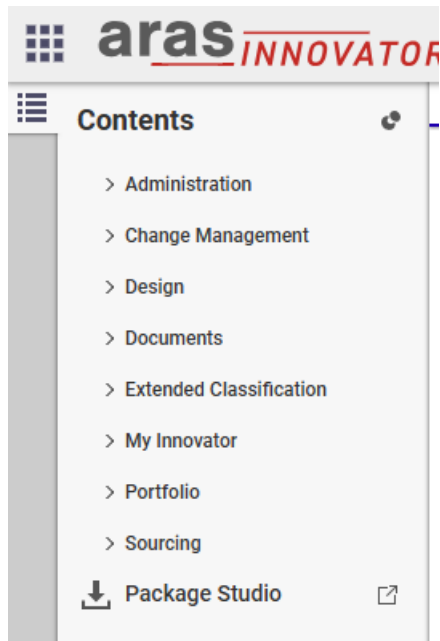 aras INNOVATOR
Contents
Administration
Change Management
Design
Documents
Extended Classification
My Innovator
Portfolio
Sourcing
Package Studio